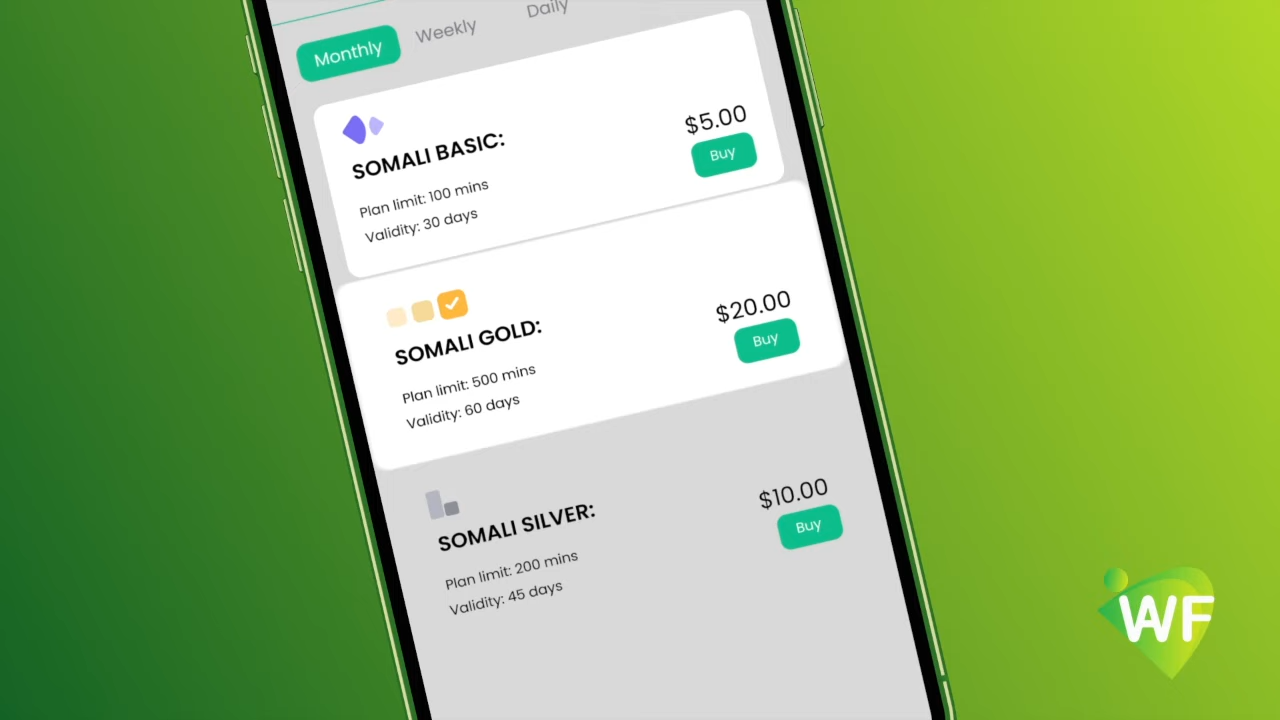 Monthly Weekly Daily
SOMALI BASIC:
Plan limit: 100 mins
Validity: 30 days
$5.00
Buy
SOMALI GOLD:
Plan limit: 500 mins
Validity: 60 days
$20.00
Buy
SOMALI SILVER:
Plan limit: 200 mins
Validity: 45 days
$10.00
Buy
WF